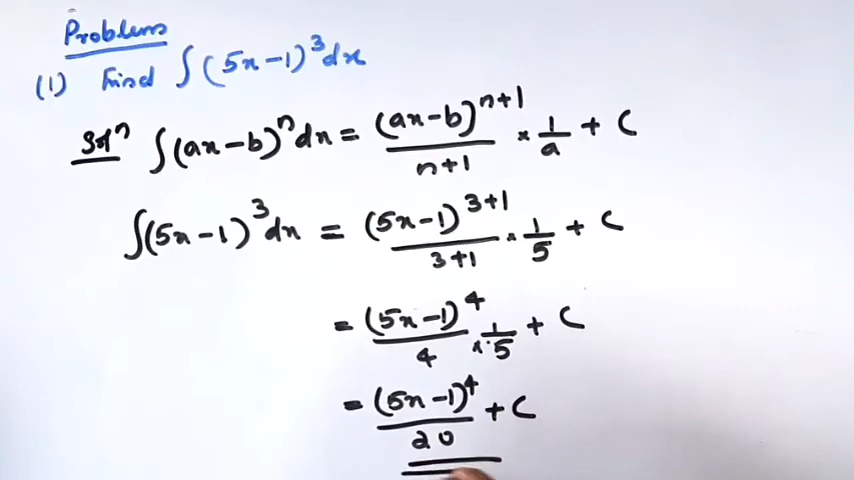 Problems
(1) Find ∫(5x-1)³dx
Solⁿ ∫(ax-b)ⁿdx = (ax-b)ⁿ⁺¹/n+1 × 1/a + C
∫(5x-1)³dx = (5x-1)³⁺¹/3+1 × 1/5 + C
= (5x-1)⁴/4 × 1/5 + C
= (5x-1)⁴/20 + C